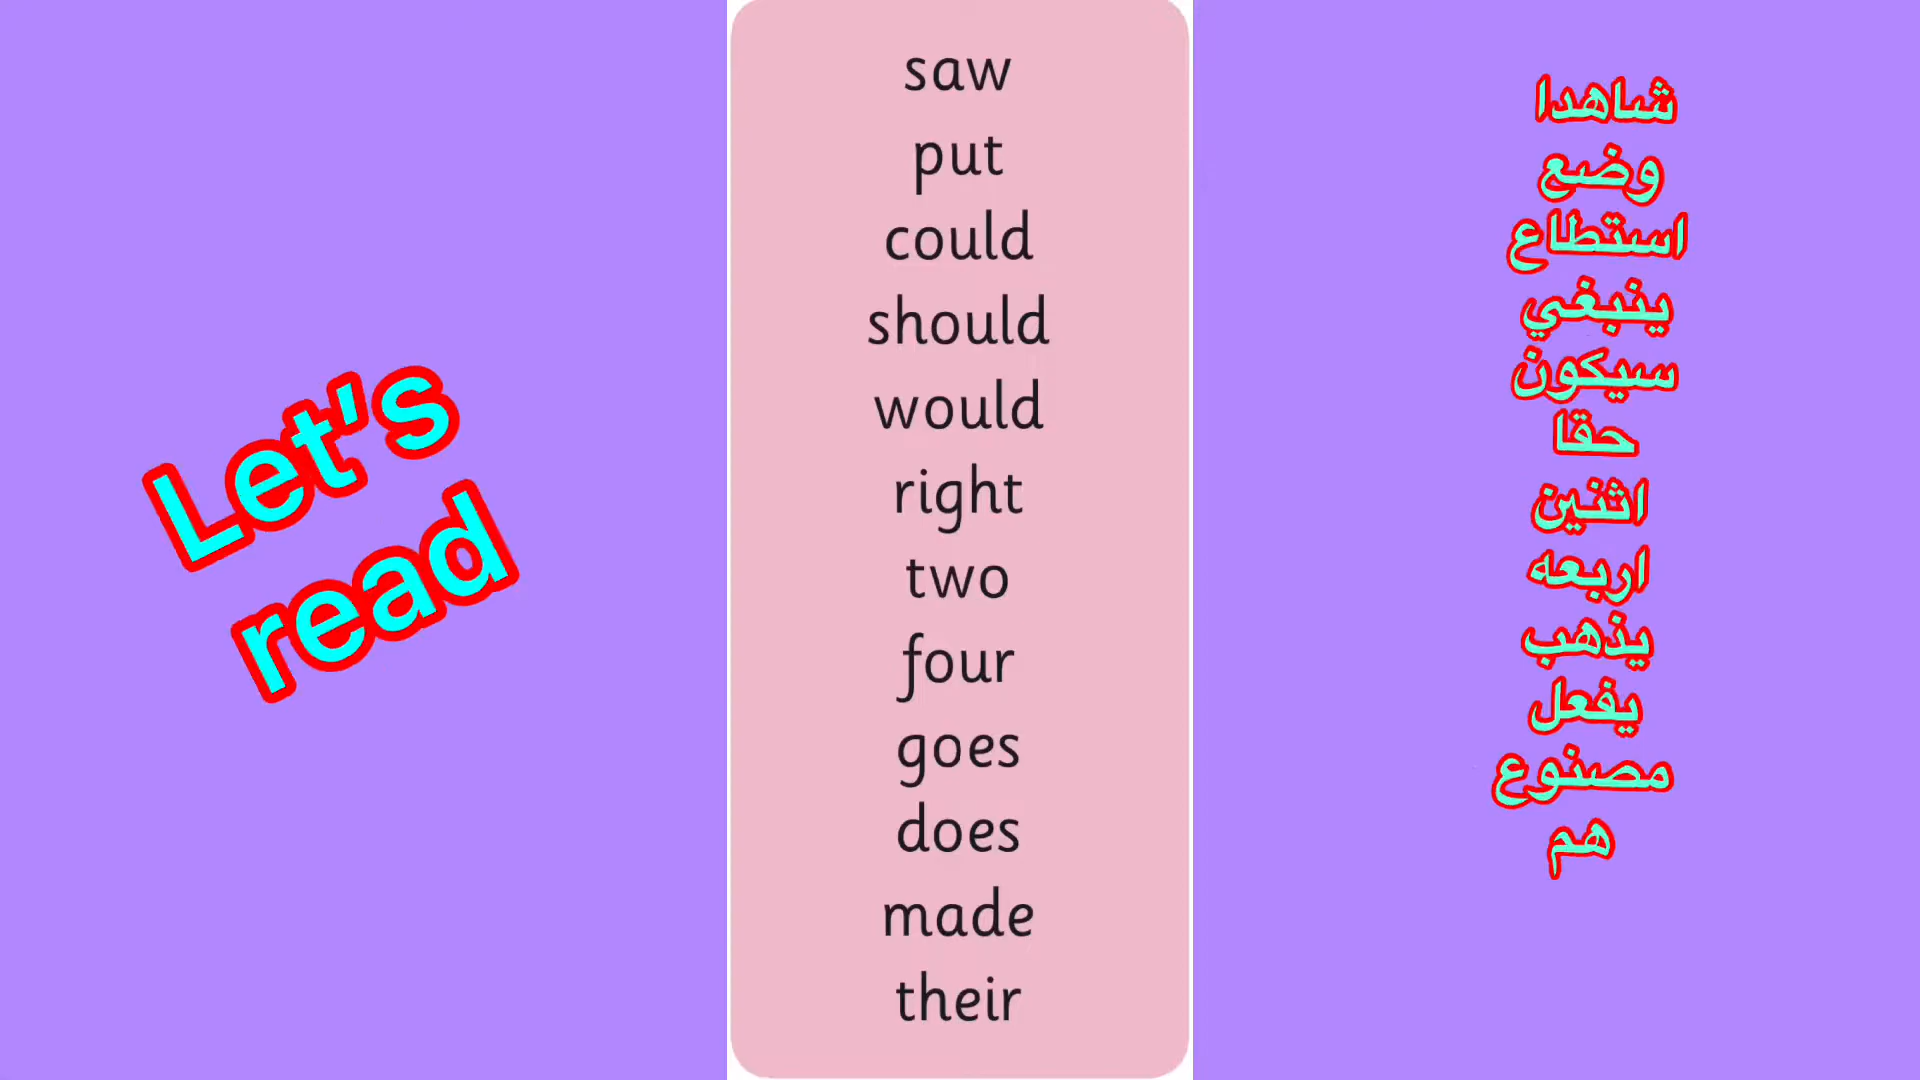 Let's
read
saw
put
could
should
would
right
two
four
goes
does
made
their
شاهدا
وضع
استطاع
ينبغي
سيكون
حقا
اثنين
اربعه
يذهب
يفعل
مصنوع
هم